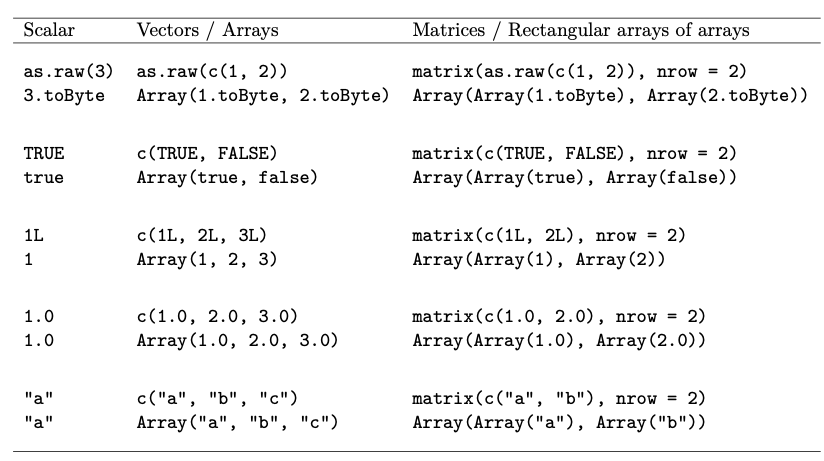 Scalar Vectors / Arrays Matrices / Rectangular arrays of arrays
as.raw(3) as.raw(c(1, 2)) matrix(as.raw(c(1, 2)), nrow = 2)
3.toByte Array(1.toByte, 2.toByte) Array(Array(1.toByte), Array(2.toByte))
TRUE c(TRUE, FALSE) matrix(c(TRUE, FALSE), nrow = 2)
true Array(true, false) Array(Array(true), Array(false))
1L c(1L, 2L, 3L) matrix(c(1L, 2L), nrow = 2)
1 Array(1, 2, 3) Array(Array(1), Array(2))
1.0 c(1.0, 2.0, 3.0) matrix(c(1.0, 2.0), nrow = 2)
1.0 Array(1.0, 2.0, 3.0) Array(Array(1.0), Array(2.0))
"a" c("a", "b", "c") matrix(c("a", "b"), nrow = 2)
"a" Array("a", "b", "c") Array(Array("a"), Array("b"))